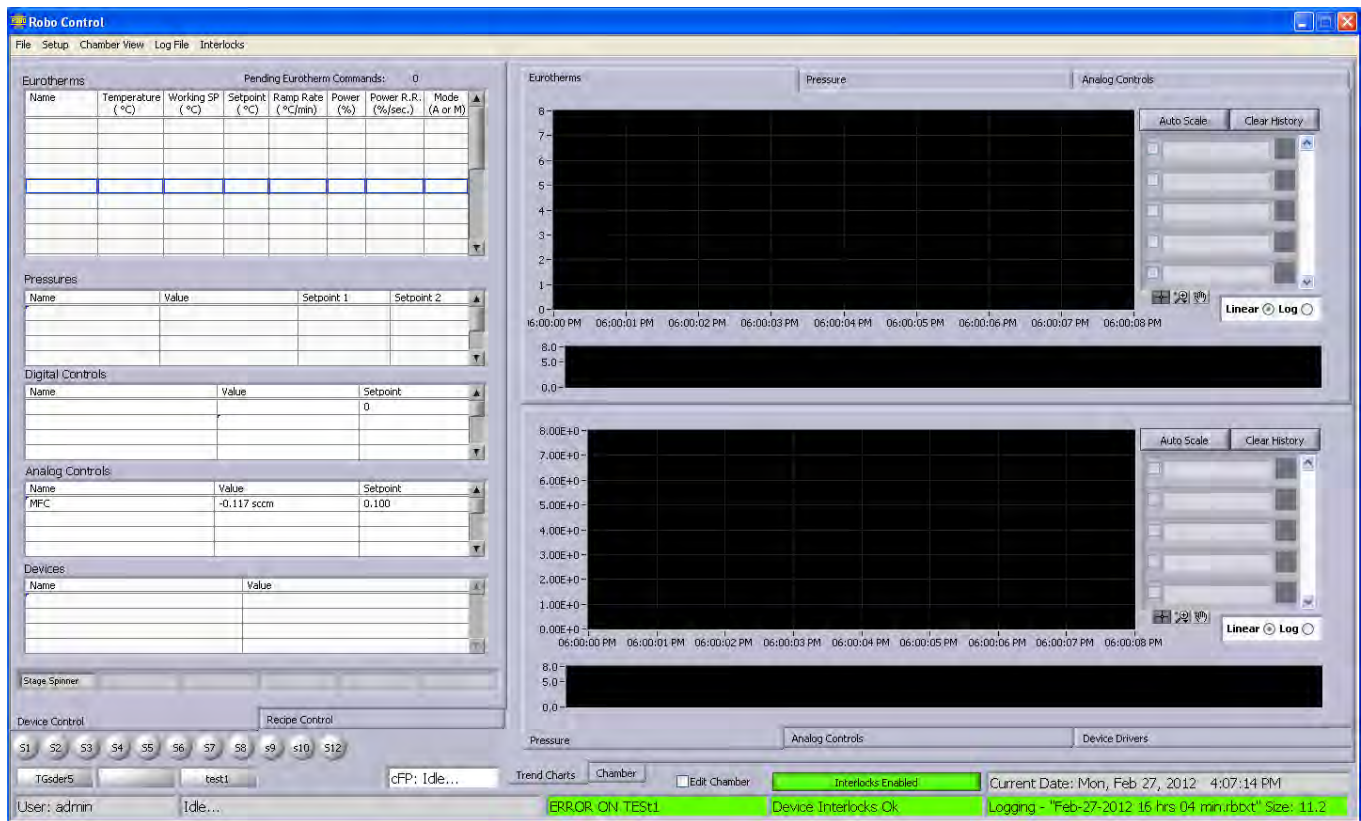 Robo Control
File Setup Chamber View Log File Interlocks
Eurotherms Pending Eurotherm Commands: 0
Name Temperature (°C) Working SP (°C) Setpoint (°C) Ramp Rate (°C/min) Power (%) Power R.R. (%/sec.) Mode (A or M)
Pressures
Name Value Setpoint 1 Setpoint 2
Digital Controls
Name Value Setpoint
0
Analog Controls
Name Value Setpoint
MFC -0.117 sccm 0.100
Devices
Name Value
Stage Spinner
Device Control Recipe Control
S1 S2 S3 S4 S5 S6 S7 S8 s9 s10 S12
TGsder5 test1 cFP: Idle...
Eurotherms Pressure Analog Controls
Auto Scale Clear History
8
7
6
5
4
3
2
1
0
Linear Log
06:00:01 PM 06:00:02 PM 06:00:03 PM 06:00:04 PM 06:00:05 PM 06:00:06 PM 06:00:07 PM 06:00:08 PM
8.0
5.0
0.0
8.00E+0
Auto Scale Clear History
7.00E+0
6.00E+0
5.00E+0
4.00E+0
3.00E+0
2.00E+0
1.00E+0
0.00E+0
Linear Log
06:00:00 PM 06:00:01 PM 06:00:02 PM 06:00:03 PM 06:00:04 PM 06:00:05 PM 06:00:06 PM 06:00:07 PM 06:00:08 PM
8.0
5.0
0.0
Pressure Analog Controls Device Drivers
Trend Charts Chamber Edit Chamber Interlocks Enabled Current Date: Mon, Feb 27, 2012 4:07:14 PM
User: admin Idle... ERROR ON TESt1 Device Interlocks Ok Logging - "Feb-27-2012 16 hrs 04 min.rbtxt" Size: 11.2